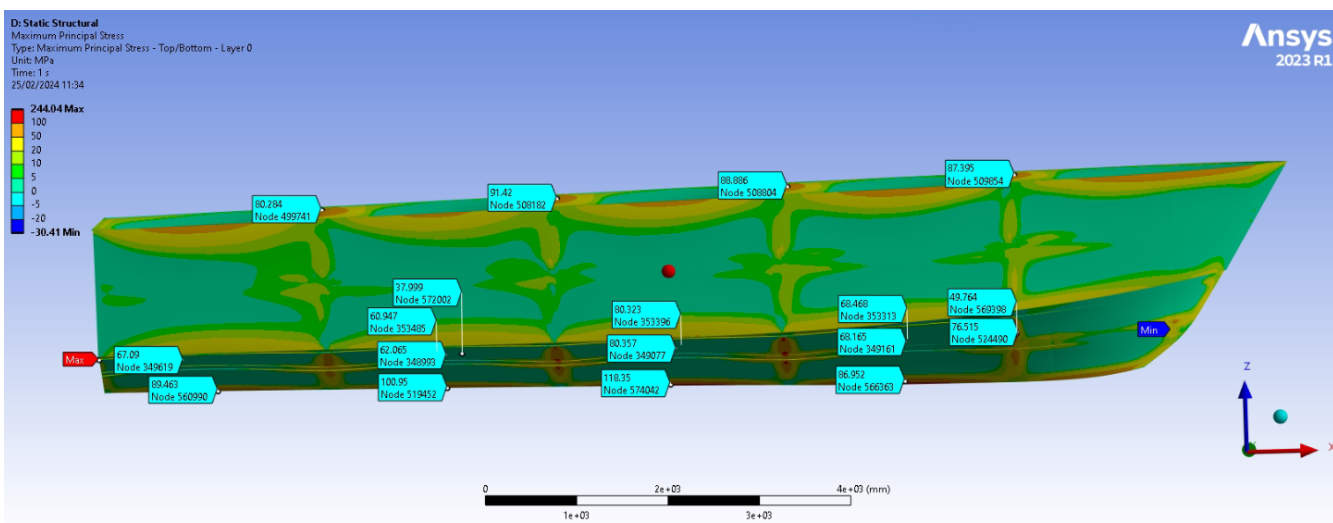 D: Static Structural
Maximum Principal Stress
Type: Maximum Principal Stress - Top/Bottom - Layer 0
Unit: MPa
Time: 1 s
25/02/2024 11:34
244.04 Max
100
50
20
10
5
0
-5
-20
-30.41 Min
Ansys
2023 R1
80.284
Node 499741
91.42
Node 508182
88.886
Node 508804
87.395
Node 509854
37.999
Node 572002
60.947
Node 353485
80.323
Node 353396
68.468
Node 353313
49.764
Node 569398
Max
67.09
Node 349619
62.065
Node 348993
80.357
Node 349077
68.165
Node 349161
76.515
Node 524490
Min
89.463
Node 560990
100.95
Node 519452
118.35
Node 574042
86.952
Node 566363
Z
X
0
2e+03
4e+03 (mm)
1e+03
3e+03